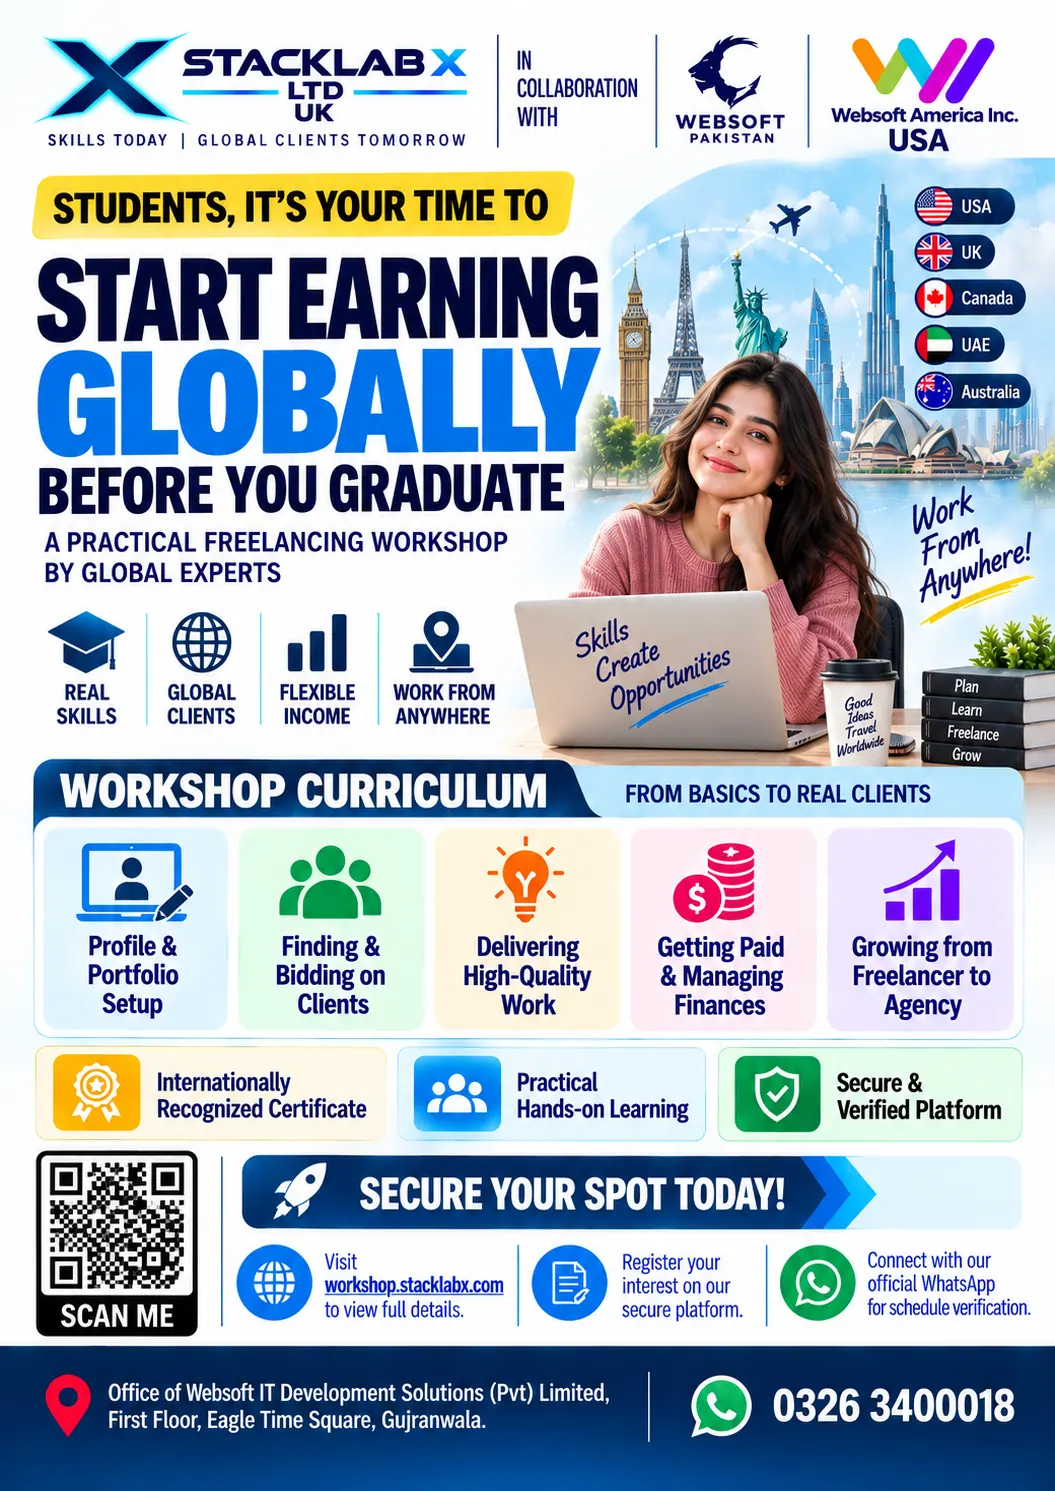 STACKLAB X
LTD
UK
SKILLS TODAY | GLOBAL CLIENTS TOMORROW
IN
COLLABORATION
WITH
WEBSOFT
PAKISTAN
Websoft America Inc.
USA
STUDENTS, IT'S YOUR TIME TO
START EARNING
GLOBALLY
BEFORE YOU GRADUATE
A PRACTICAL FREELANCING WORKSHOP
BY GLOBAL EXPERTS
USA
UK
Canada
UAE
Australia
Work
From
Anywhere!
Skills
Create
Opportunities
Good
Ideas
Travel
Worldwide
Plan
Learn
Freelance
Grow
REAL
SKILLS
GLOBAL
CLIENTS
FLEXIBLE
INCOME
WORK FROM
ANYWHERE
WORKSHOP CURRICULUM
FROM BASICS TO REAL CLIENTS
Profile &
Portfolio
Setup
Finding &
Bidding on
Clients
Delivering
High-Quality
Work
Getting Paid
& Managing
Finances
Growing from
Freelancer to
Agency
Internationally
Recognized Certificate
Practical
Hands-on Learning
Secure &
Verified Platform
SCAN ME
SECURE YOUR SPOT TODAY!
Visit
workshop.stacklabx.com
to view full details.
Register your
interest on our
secure platform.
Connect with our
official WhatsApp
for schedule verification.
Office of Websoft IT Development Solutions (Pvt) Limited,
First Floor, Eagle Time Square, Gujranwala.
0326 3400018